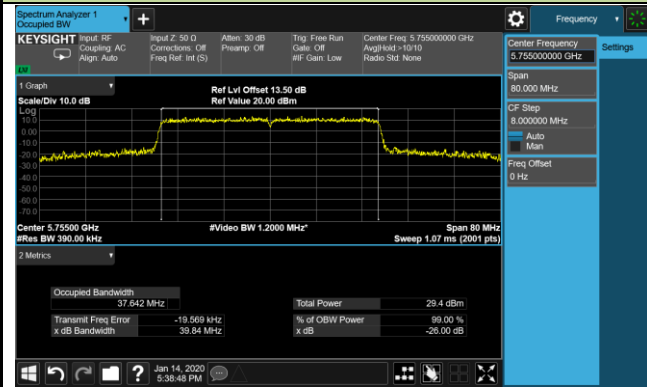 Spectrum Analyzer 1
Occupied BW
Frequency
KEYSIGHT
Input: RF
Coupling: AC
Align: Auto
Input Z: 50 Ω
Corrections: Off
Freq Ref: Int (S)
Atten: 30 dB
Preamp: Off
Trig: Free Run
Gate: Off
#IF Gain: Low
Center Freq: 5.755000000 GHz
Avg|Hold:>10/10
Radio Std: None
Center Frequency
5.755000000 GHz
Settings
Span
80.000 MHz
CF Step
8.000000 MHz
Auto
Man
Freq Offset
0 Hz
1 Graph
Scale/Div 10.0 dB
Ref Lvl Offset 13.50 dB
Ref Value 20.00 dBm
Log
10.0
0.00
-10.0
-20.0
-30.0
-40.0
-50.0
-60.0
-70.0
Center 5.75500 GHz
#Res BW 390.00 kHz
#Video BW 1.2000 MHz*
Span 80 MHz
Sweep 1.07 ms (2001 pts)
2 Metrics
Occupied Bandwidth
37.642 MHz
Total Power 29.4 dBm
Transmit Freq Error -19.569 kHz
% of OBW Power 99.00 %
x dB Bandwidth 39.84 MHz
x dB -26.00 dB
Jan 14, 2020
5:38:48 PM